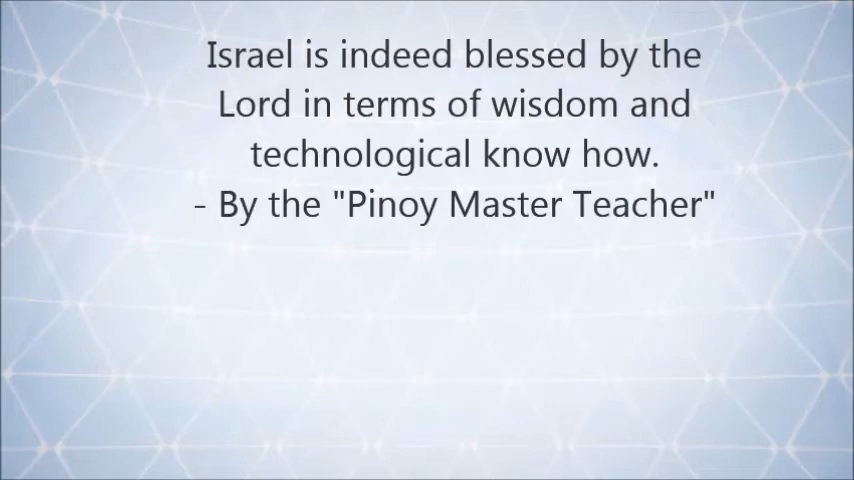 Israel is indeed blessed by the
Lord in terms of wisdom and
technological know how.
- By the "Pinoy Master Teacher"